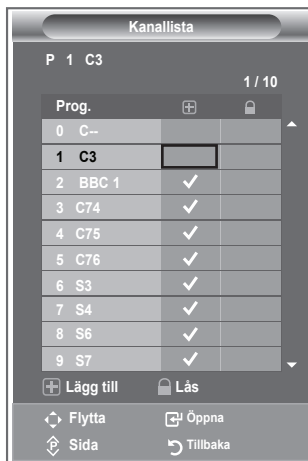 Kanallista
P 1 C3
1 / 10
Prog.
0 C--
1 C3
2 BBC 1
3 C74
4 C75
5 C76
6 S3
7 S4
8 S6
9 S7
Lägg till Lås
Flytta Öppna
P Sida Tillbaka